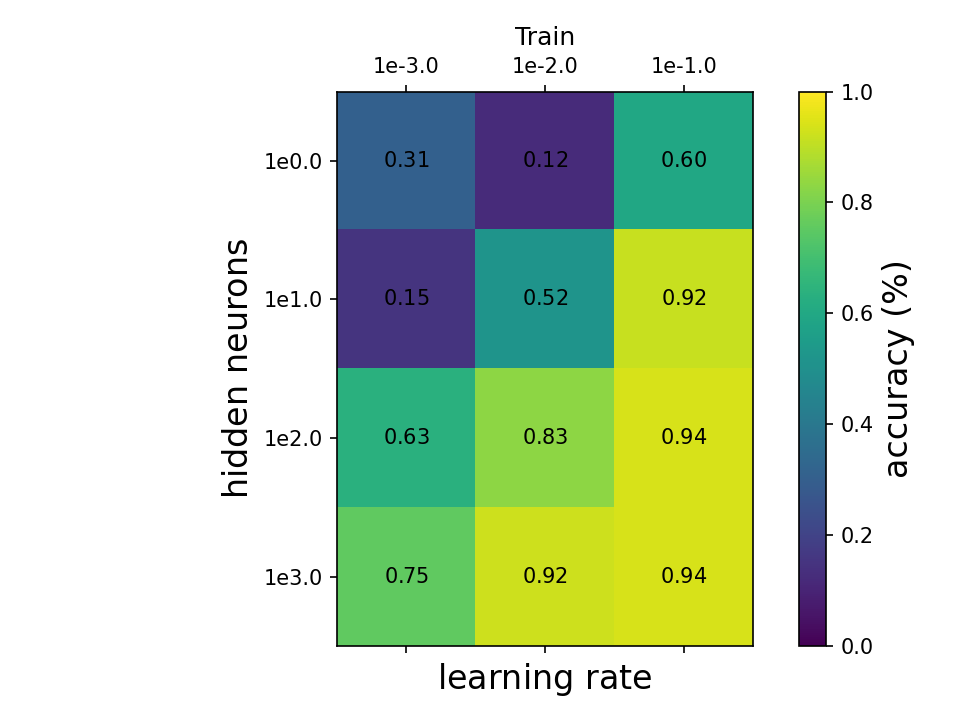 Train
1e-3.0 1e-2.0 1e-1.0
1e0.0 0.31 0.12 0.60
1e1.0 0.15 0.52 0.92
1e2.0 0.63 0.83 0.94
1e3.0 0.75 0.92 0.94
hidden neurons
learning rate
1.0
0.8
0.6
0.4
0.2
0.0
accuracy (%)